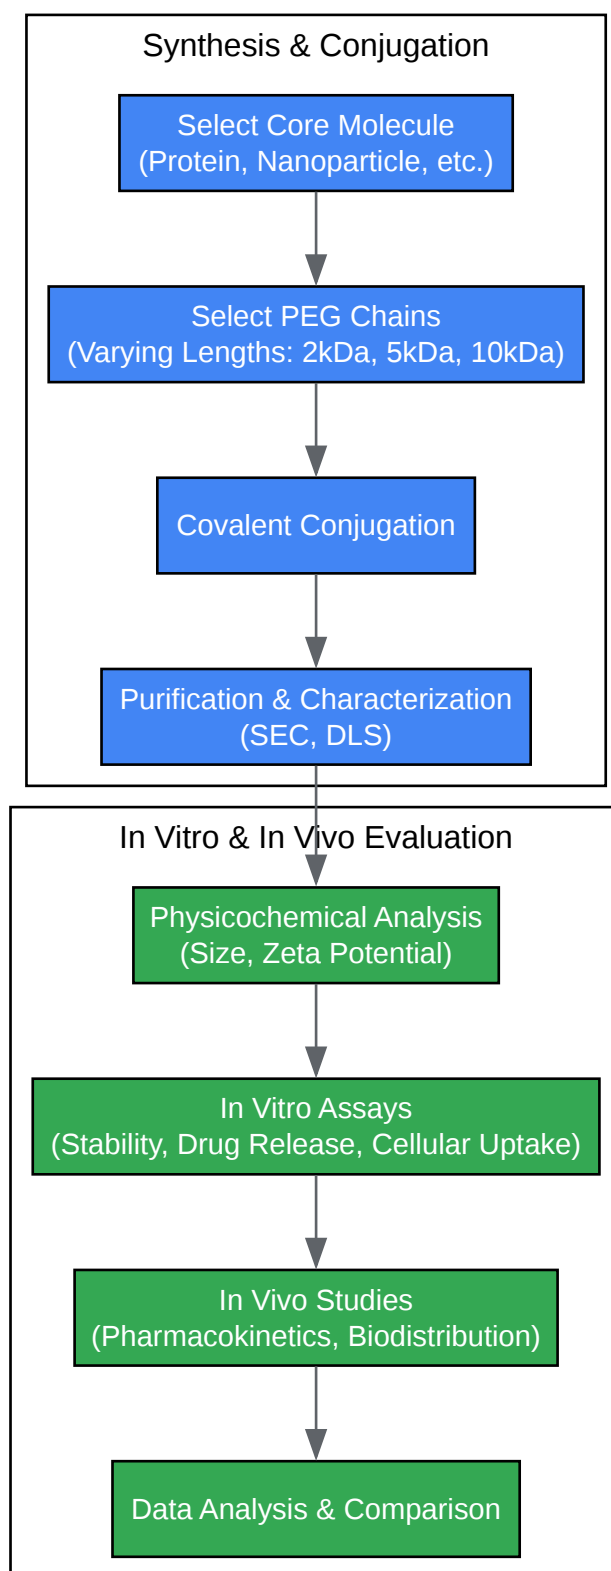 Synthesis & Conjugation
Select Core Molecule
(Protein, Nanoparticle, etc.)
Select PEG Chains
(Varying Lengths: 2kDa, 5kDa, 10kDa)
Covalent Conjugation
Purification & Characterization
(SEC, DLS)
In Vitro & In Vivo Evaluation
Physicochemical Analysis
(Size, Zeta Potential)
In Vitro Assays
(Stability, Drug Release, Cellular Uptake)
In Vivo Studies
(Pharmacokinetics, Biodistribution)
Data Analysis & Comparison